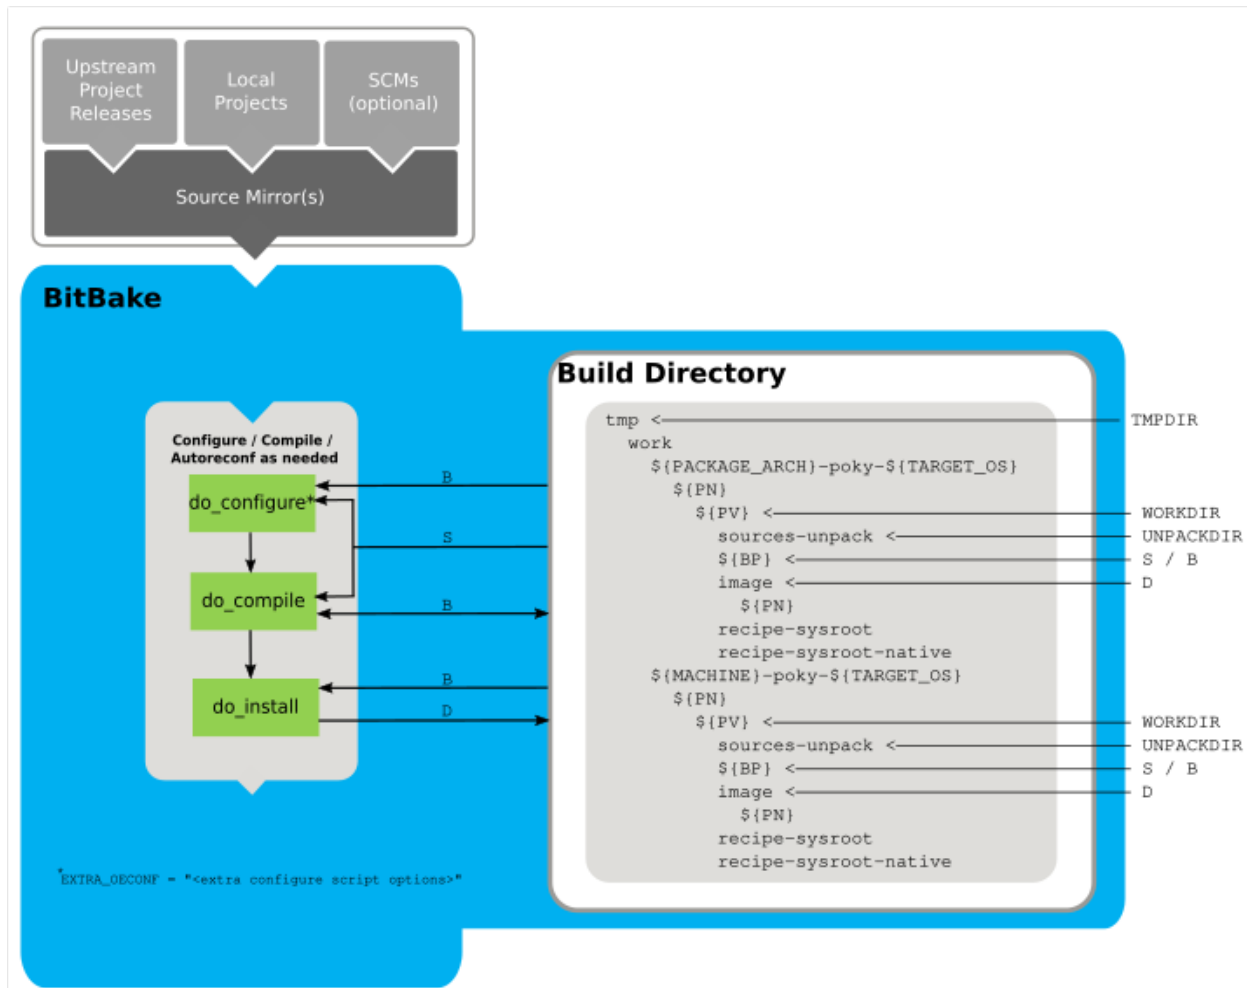 Upstream
Project
Releases
Local
Projects
SCMs
(optional)
Source Mirror(s)
BitBake
Configure / Compile /
Autoreconf as needed
do_configure*
do_compile
do_install
B
S
B
B
D
*EXTRA_OECONF = "<extra configure script options>"
Build Directory
tmp <
TMPDIR
work
${PACKAGE_ARCH}-poky-${TARGET_OS}
${PN}
${PV} <
WORKDIR
sources-unpack <
UNPACKDIR
${BP} <
S / B
image <
D
${PN}
recipe-sysroot
recipe-sysroot-native
${MACHINE}-poky-${TARGET_OS}
${PN}
${PV} <
WORKDIR
sources-unpack <
UNPACKDIR
${BP} <
S / B
image <
D
${PN}
recipe-sysroot
recipe-sysroot-native